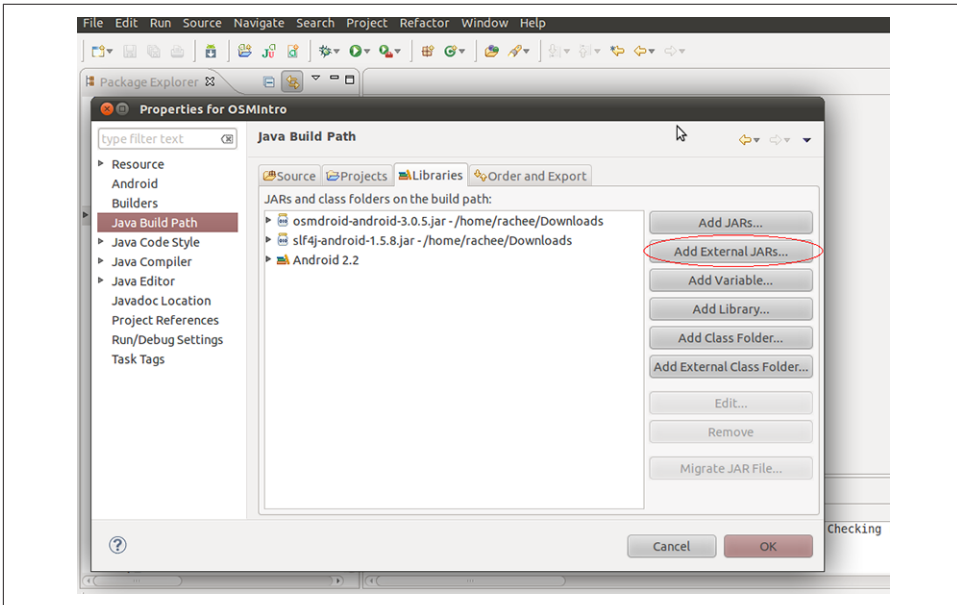 File Edit Run Source Navigate Search Project Refactor Window Help
Package Explorer
Properties for OSMIntro
type filter text
Java Build Path
Resource
Android
Builders
Java Build Path
Java Code Style
Java Compiler
Java Editor
Javadoc Location
Project References
Run/Debug Settings
Task Tags
Source Projects Libraries Order and Export
JARs and class folders on the build path:
osmdroid-android-3.0.5.jar - /home/rachee/Downloads
slf4j-android-1.5.8.jar - /home/rachee/Downloads
Android 2.2
Add JARs...
Add External JARs...
Add Variable...
Add Library...
Add Class Folder...
Add External Class Folder...
Edit...
Remove
Migrate JAR File...
Checking
Cancel OK